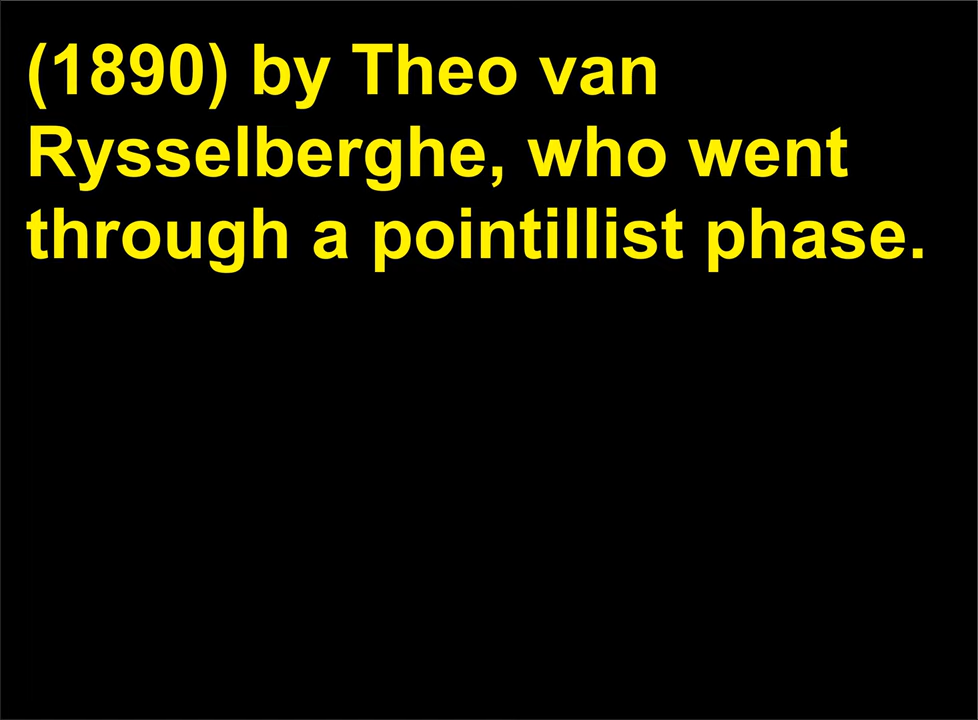 (1890) by Theo van
Rysselberghe, who went
through a pointillist phase.